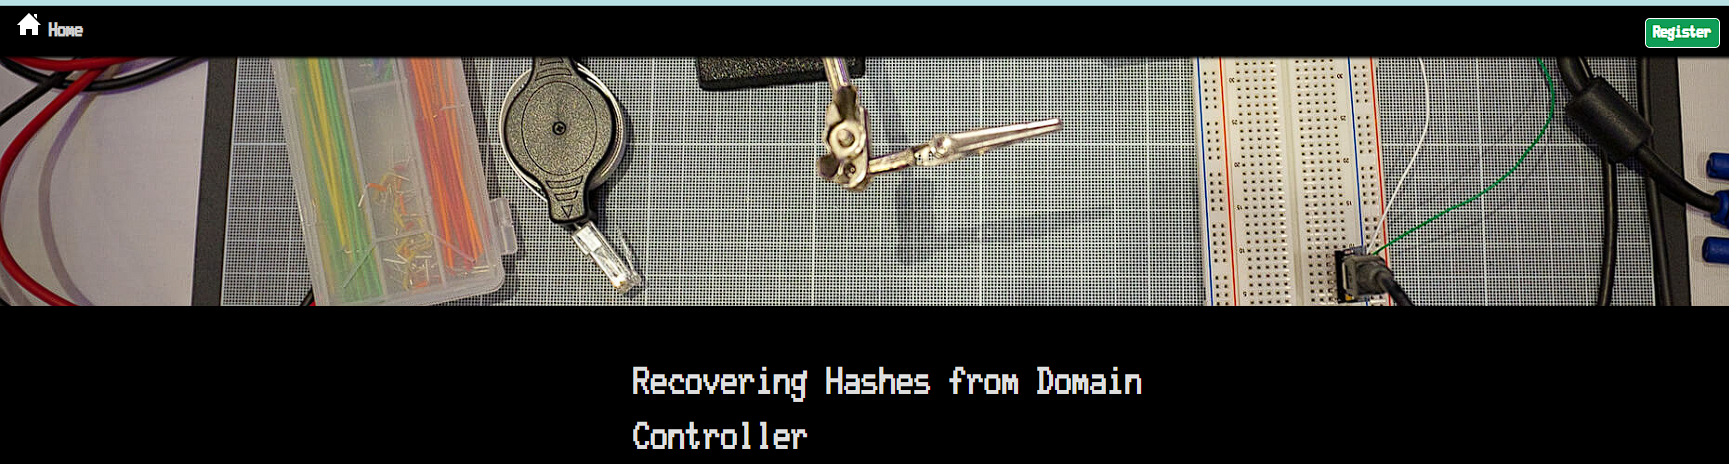 Home
Register
Recovering Hashes from Domain
Controller